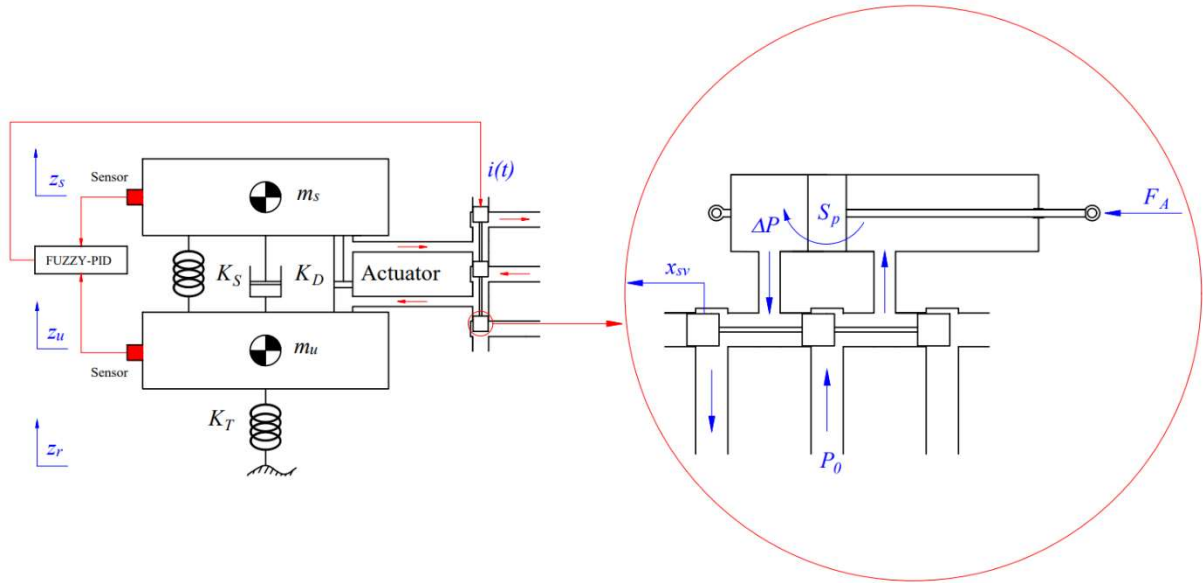 z_s
Sensor
m_s
i(t)
FUZZY-PID
K_S
K_D
Actuator
z_u
Sensor
m_u
K_T
z_r
ΔP
S_p
F_A
x_sv
P_0